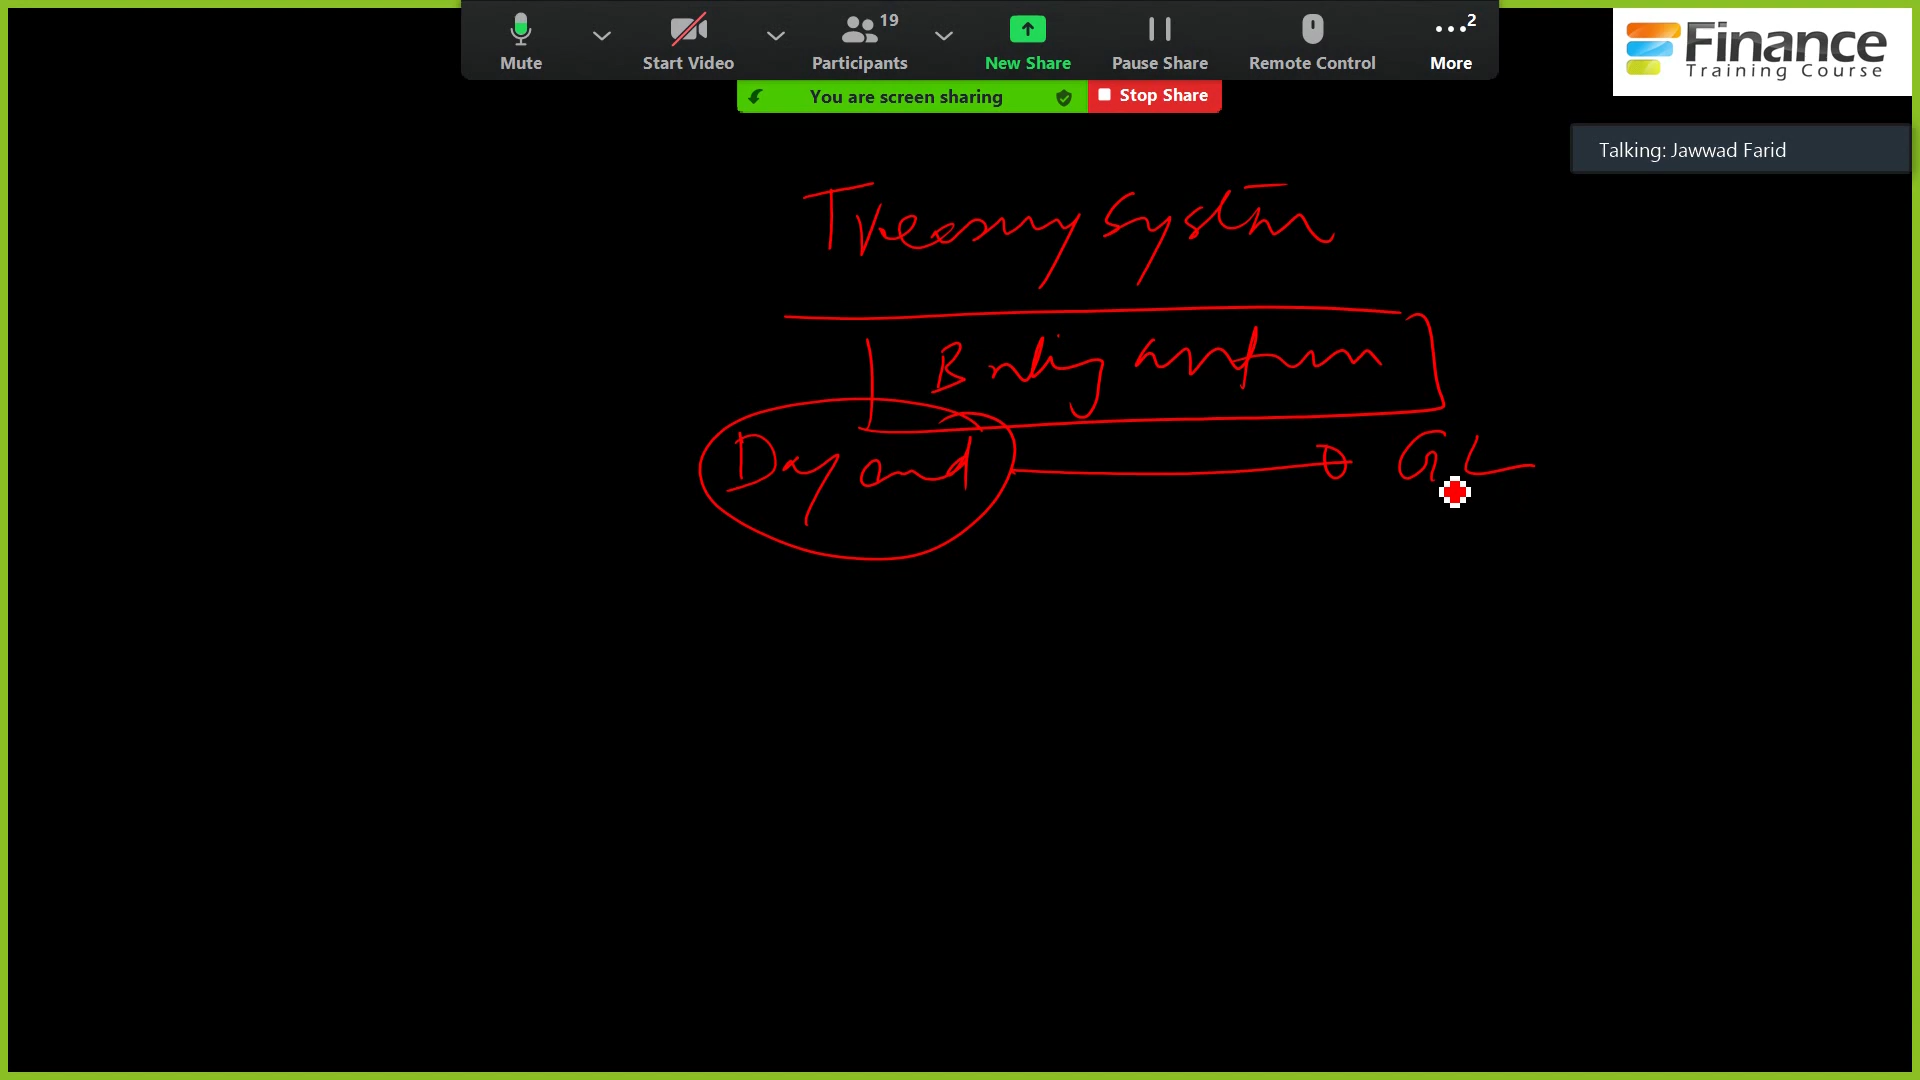 19
2
Mute
Start Video
Participants
New Share
Pause Share
Remote Control
More
You are screen sharing
Stop Share
Finance
Training Course
Talking: Jawwad Farid
Treasury System
Day end
GL